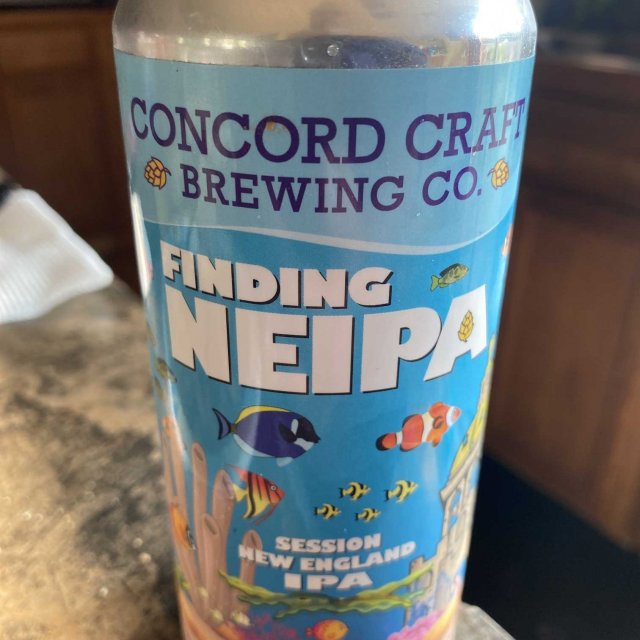 CONCORD CRAFT
BREWING CO.
FINDING
NEIPA
SESSION
NEW ENGLAND
IPA